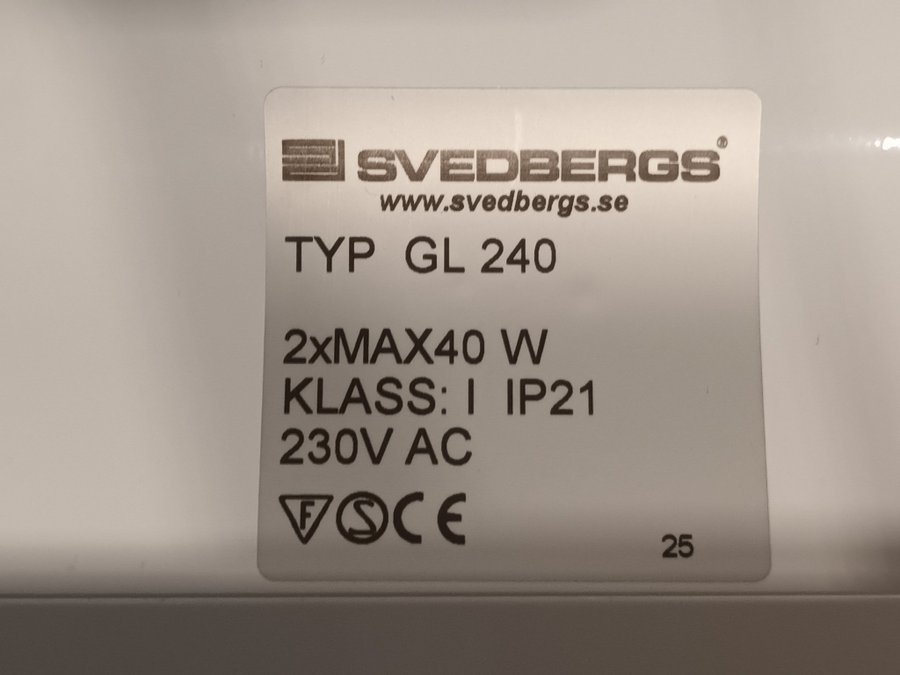 SVEDBERGS®
www.svedbergs.se
TYP GL 240
2xMAX40 W
KLASS: I IP21
230V AC
F S CE
25